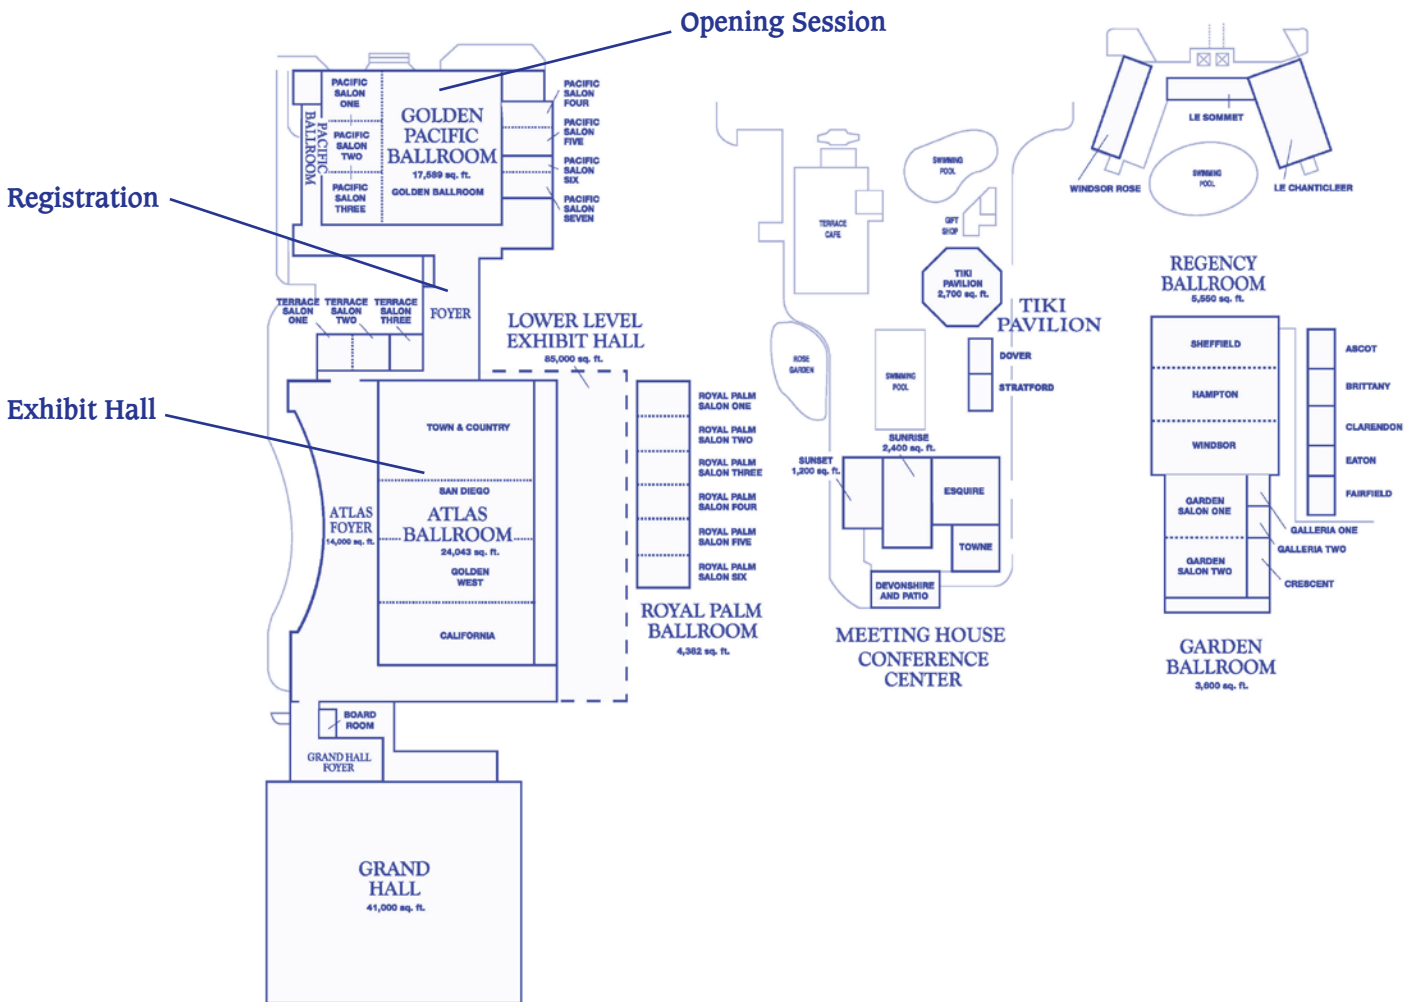 Opening Session
Registration
Exhibit Hall
PACIFIC
SALON
ONE
PACIFIC
SALON
TWO
PACIFIC
SALON
THREE
PACIFIC
BALLROOM
GOLDEN
PACIFIC
BALLROOM
17,589 sq. ft.
GOLDEN BALLROOM
PACIFIC
SALON
FOUR
PACIFIC
SALON
FIVE
PACIFIC
SALON
SIX
PACIFIC
SALON
SEVEN
TERRACE
SALON
ONE
TERRACE
SALON
TWO
TERRACE
SALON
THREE
FOYER
LOWER LEVEL
EXHIBIT HALL
85,000 sq. ft.
TOWN & COUNTRY
SAN DIEGO
ATLAS
BALLROOM
24,043 sq. ft.
GOLDEN
WEST
CALIFORNIA
ATLAS
FOYER
14,000 sq. ft.
ROYAL PALM
SALON ONE
ROYAL PALM
SALON TWO
ROYAL PALM
SALON THREE
ROYAL PALM
SALON FOUR
ROYAL PALM
SALON FIVE
ROYAL PALM
SALON SIX
ROYAL PALM
BALLROOM
4,382 sq. ft.
BOARD
ROOM
GRAND HALL
FOYER
GRAND
HALL
41,000 sq. ft.
TERRACE
CAFE
SWIMMING
POOL
GIFT
SHOP
TIKI
PAVILION
2,700 sq. ft.
TIKI
PAVILION
ROSE
GARDEN
SWIMMING
POOL
DOVER
STRATFORD
SUNRISE
2,400 sq. ft.
SUNSET
1,200 sq. ft.
ESQUIRE
TOWNE
DEVONSHIRE
AND PATIO
MEETING HOUSE
CONFERENCE
CENTER
LE SOMMET
WINDSOR ROSE
SWIMMING
POOL
LE CHANTICLEER
REGENCY
BALLROOM
5,550 sq. ft.
SHEFFIELD
HAMPTON
WINDSOR
ASCOT
BRITTANY
CLARENDON
EATON
FAIRFIELD
GARDEN
SALON ONE
GARDEN
SALON TWO
GALLERIA ONE
GALLERIA TWO
CRESCENT
GARDEN
BALLROOM
3,600 sq. ft.